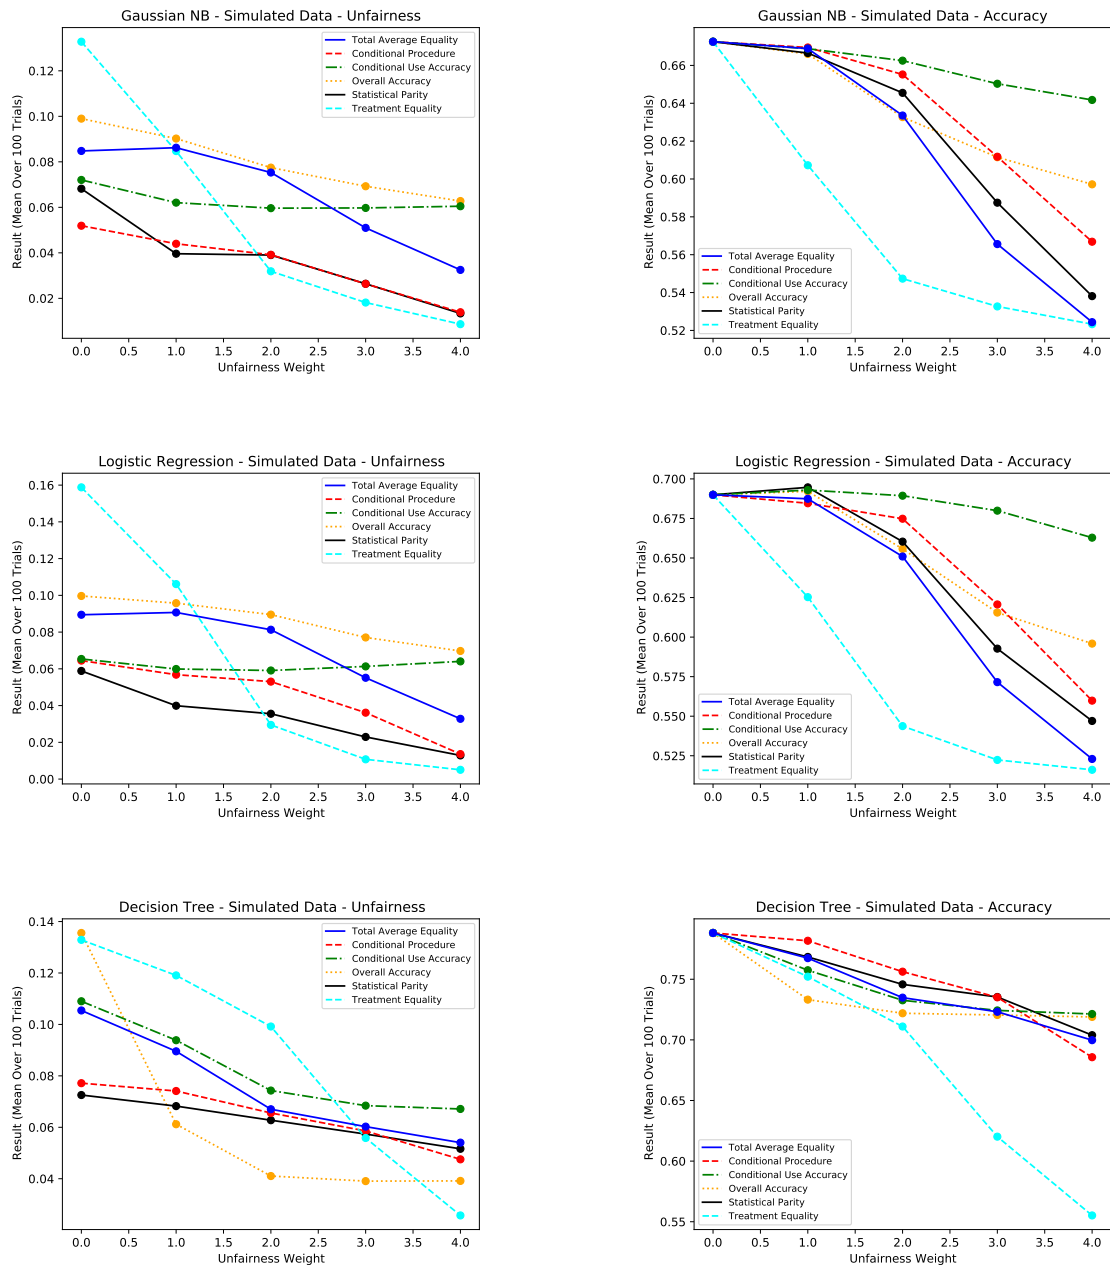 Gaussian NB - Simulated Data - Unfairness
Result (Mean Over 100 Trials)
0.12
0.10
0.08
0.06
0.04
0.02
Total Average Equality
Conditional Procedure
Conditional Use Accuracy
Overall Accuracy
Statistical Parity
Treatment Equality
0.0 0.5 1.0 1.5 2.0 2.5 3.0 3.5 4.0
Unfairness Weight
Gaussian NB - Simulated Data - Accuracy
Result (Mean Over 100 Trials)
0.66
0.64
0.62
0.60
0.58
0.56
0.54
0.52
Total Average Equality
Conditional Procedure
Conditional Use Accuracy
Overall Accuracy
Statistical Parity
Treatment Equality
0.0 0.5 1.0 1.5 2.0 2.5 3.0 3.5 4.0
Unfairness Weight
Logistic Regression - Simulated Data - Unfairness
Result (Mean Over 100 Trials)
0.16
0.14
0.12
0.10
0.08
0.06
0.04
0.02
0.00
Total Average Equality
Conditional Procedure
Conditional Use Accuracy
Overall Accuracy
Statistical Parity
Treatment Equality
0.0 0.5 1.0 1.5 2.0 2.5 3.0 3.5 4.0
Unfairness Weight
Logistic Regression - Simulated Data - Accuracy
Result (Mean Over 100 Trials)
0.700
0.675
0.650
0.625
0.600
0.575
0.550
0.525
Total Average Equality
Conditional Procedure
Conditional Use Accuracy
Overall Accuracy
Statistical Parity
Treatment Equality
0.0 0.5 1.0 1.5 2.0 2.5 3.0 3.5 4.0
Unfairness Weight
Decision Tree - Simulated Data - Unfairness
Result (Mean Over 100 Trials)
0.14
0.12
0.10
0.08
0.06
0.04
Total Average Equality
Conditional Procedure
Conditional Use Accuracy
Overall Accuracy
Statistical Parity
Treatment Equality
0.0 0.5 1.0 1.5 2.0 2.5 3.0 3.5 4.0
Unfairness Weight
Decision Tree - Simulated Data - Accuracy
Result (Mean Over 100 Trials)
0.75
0.70
0.65
0.60
0.55
Total Average Equality
Conditional Procedure
Conditional Use Accuracy
Overall Accuracy
Statistical Parity
Treatment Equality
0.0 0.5 1.0 1.5 2.0 2.5 3.0 3.5 4.0
Unfairness Weight